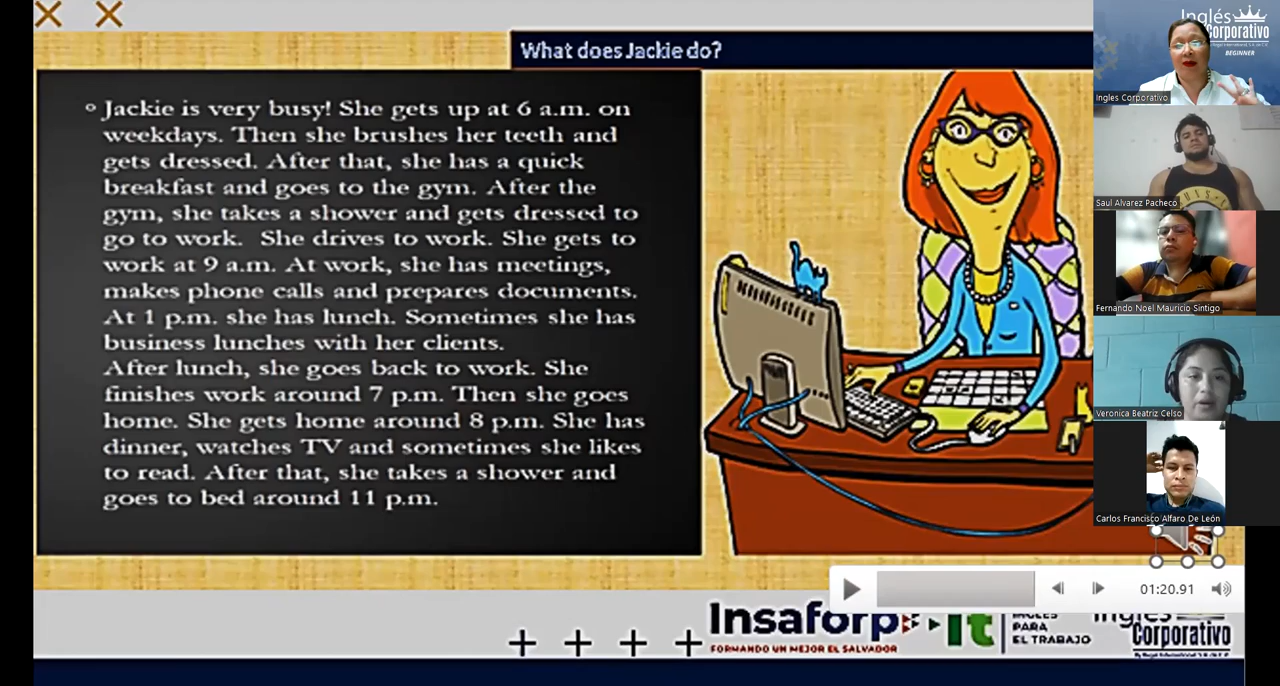 What does Jackie do?
Jackie is very busy! She gets up at 6 a.m. on
weekdays. Then she brushes her teeth and
gets dressed. After that, she has a quick
breakfast and goes to the gym. After the
gym, she takes a shower and gets dressed to
go to work. She drives to work. She gets to
work at 9 a.m. At work, she has meetings,
makes phone calls and prepares documents.
At 1 p.m. she has lunch. Sometimes she has
business lunches with her clients.
After lunch, she goes back to work. She
finishes work around 7 p.m. Then she goes
home. She gets home around 8 p.m. She has
dinner, watches TV and sometimes she likes
to read. After that, she takes a shower and
goes to bed around 11 p.m.
Inglés
Corporativo
BEGINNER
Ingles Corporativo
Saul Alvarez Pacheco
Fernando Noel Mauricio Sintigo
Veronica Beatriz Celso
Carlos Francisco Alfaro De León
01:20.91
Insaforp
FORMANDO UN MEJOR EL SALVADOR
It
PARA
EL TRABAJO
Corporativo